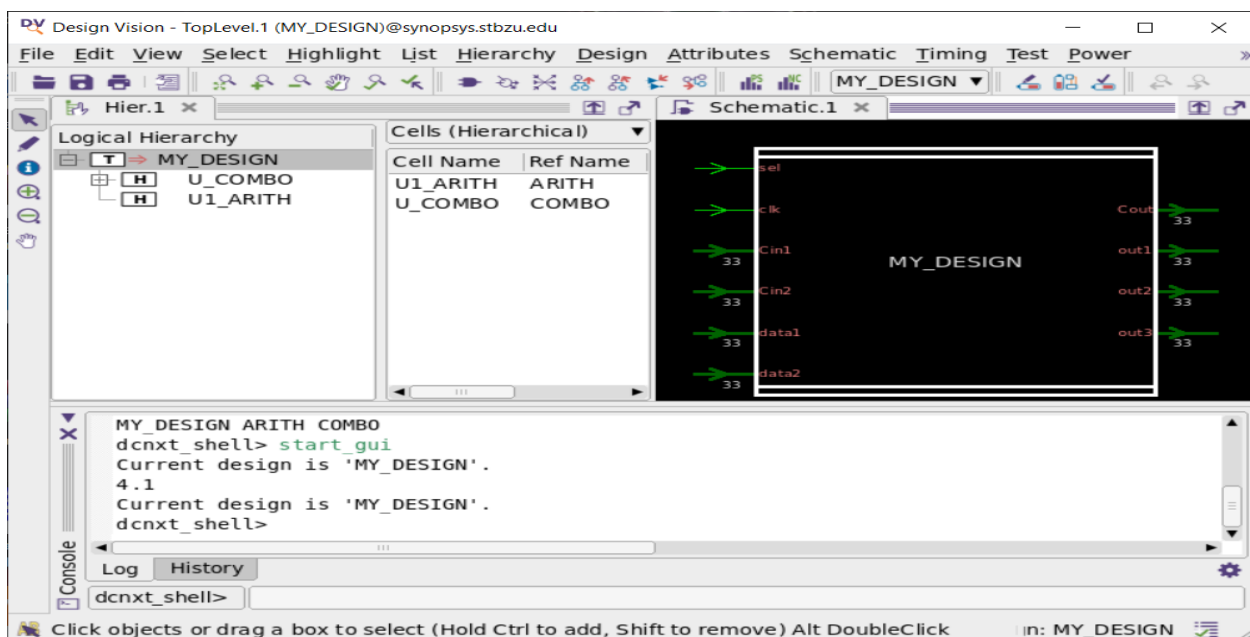 Design Vision - TopLevel.1 (MY_DESIGN)@synopsys.stbzu.edu
File Edit View Select Highlight List Hierarchy Design Attributes Schematic Timing Test Power »
MY_DESIGN
Hier.1
Logical Hierarchy
T MY_DESIGN
H U_COMBO
H U1_ARITH
Cells (Hierarchical)
Cell Name Ref Name
U1_ARITH ARITH
U_COMBO COMBO
Schematic.1
sel
clk Cout
33
Cin1 out1
33 33
MY_DESIGN
Cin2 out2
33 33
data1 out3
33 33
data2
33
MY_DESIGN ARITH COMBO
dcnxt_shell> start_gui
Current design is 'MY_DESIGN'.
4.1
Current design is 'MY_DESIGN'.
dcnxt_shell>
Console
Log History
dcnxt_shell>
Click objects or drag a box to select (Hold Ctrl to add, Shift to remove) Alt DoubleClick
n: MY_DESIGN